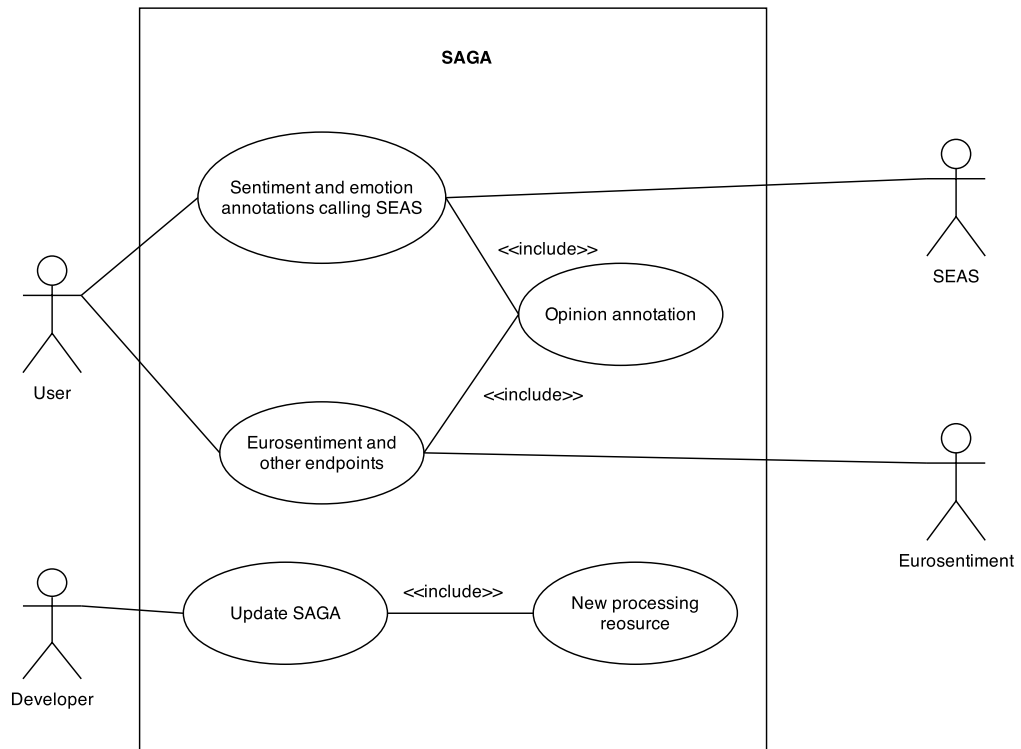 SAGA
Sentiment and emotion
annotations calling SEAS
<<include>>
SEAS
Opinion annotation
User
<<include>>
Eurosentiment and
other endpoints
Eurosentiment
<<include>>
Update SAGA
New processing
reosurce
Developer